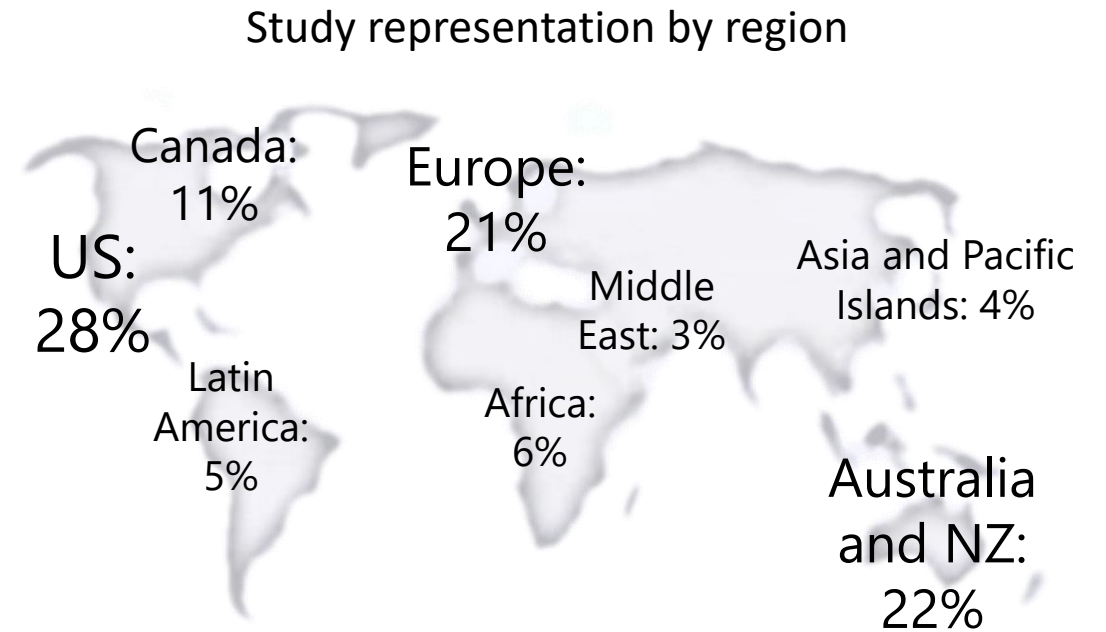 Study representation by region
Canada:
11%
Europe:
21%
US:
28%
Asia and Pacific
Islands: 4%
Middle
East: 3%
Latin
America:
5%
Africa:
6%
Australia
and NZ:
22%